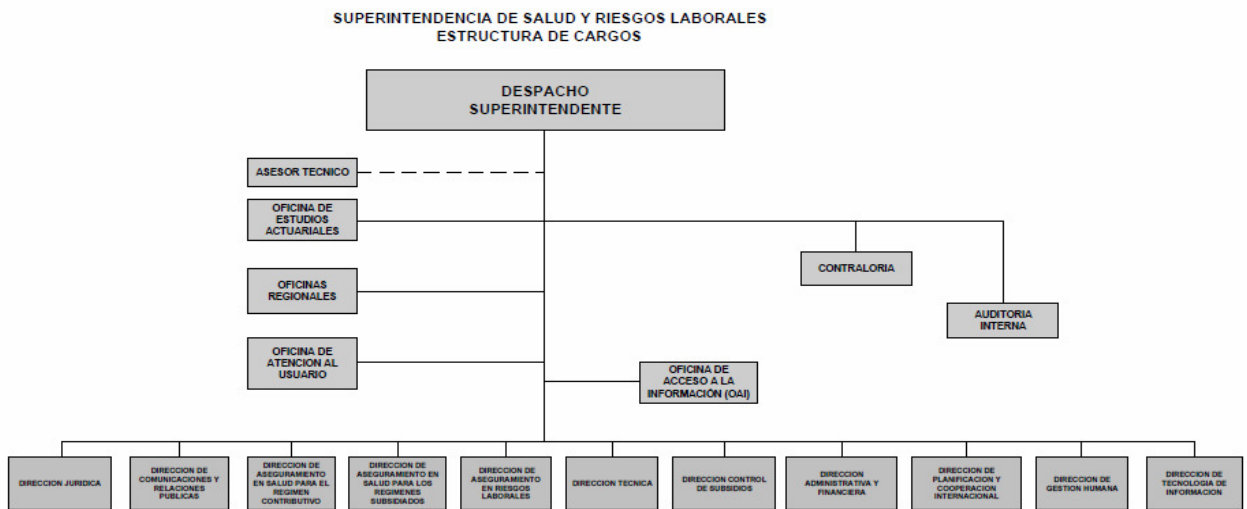 SUPERINTENDENCIA DE SALUD Y RIESGOS LABORALES
ESTRUCTURA DE CARGOS
DESPACHO
SUPERINTENDENTE
ASESOR TECNICO
OFICINA DE
ESTUDIOS
ACTUARIALES
CONTRALORIA
OFICINAS
REGIONALES
AUDITORIA
INTERNA
OFICINA DE
ATENCION AL
USUARIO
OFICINA DE
ACCESO A LA
INFORMACIÓN (OAI)
DIRECCION JURIDICA
DIRECCION DE
COMUNICACIONES Y
RELACIONES
PUBLICAS
DIRECCION DE
ASEGURAMIENTO
EN SALUD PARA EL
REGIMEN
CONTRIBUTIVO
DIRECCION DE
ASEGURAMIENTO EN
SALUD PARA LOS
REGIMENES
SUBSIDIADOS
DIRECCION DE
ASEGURAMIENTO
EN RIESGOS
LABORALES
DIRECCION TECNICA
DIRECCION CONTROL
DE SUBSIDIOS
DIRECCION
ADMINISTRATIVA Y
FINANCIERA
DIRECCION DE
PLANIFICACION Y
COOPERACION
INTERNACIONAL
DIRECCION DE
GESTION HUMANA
DIRECCION DE
TECNOLOGIA DE
INFORMACION